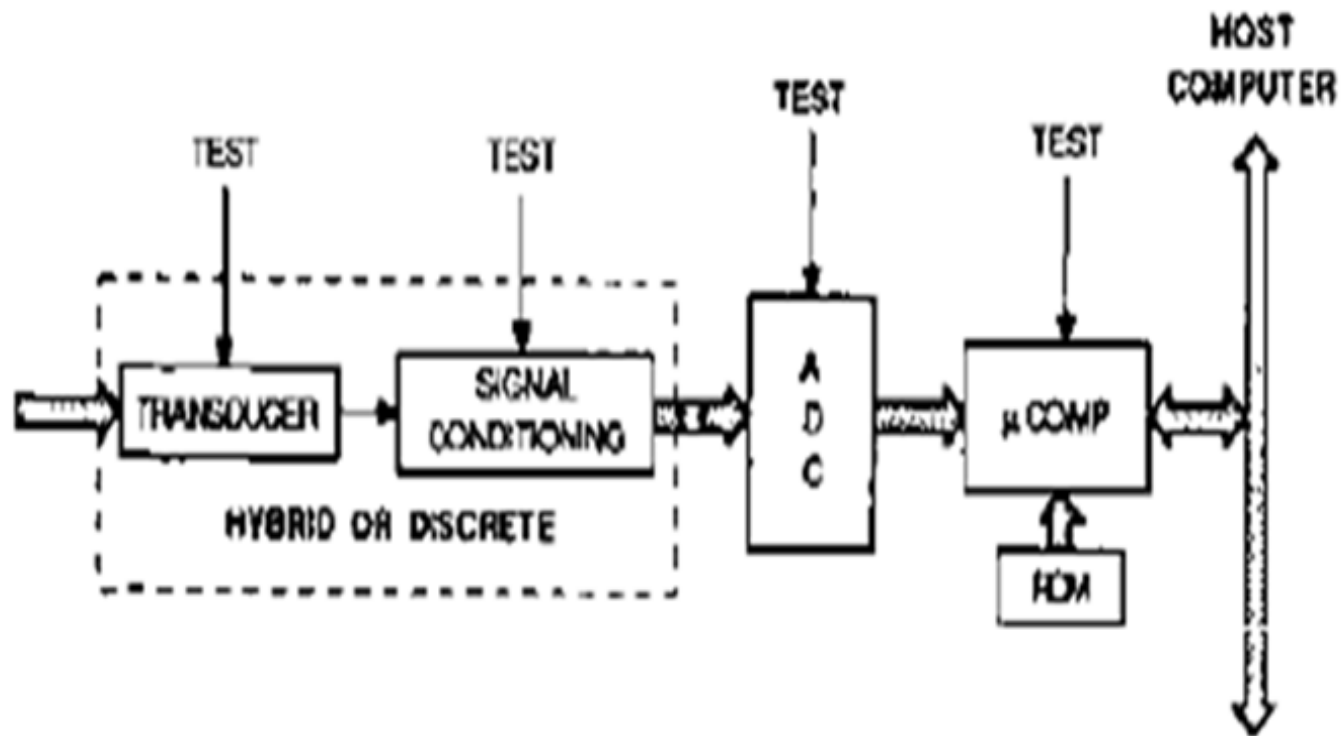 HOST
COMPUTER
TEST
TEST
TEST
TEST
TRANSDUCER
SIGNAL
CONDITIONING
A
D
C
μ COMP
HYBRID OR DISCRETE
ROM